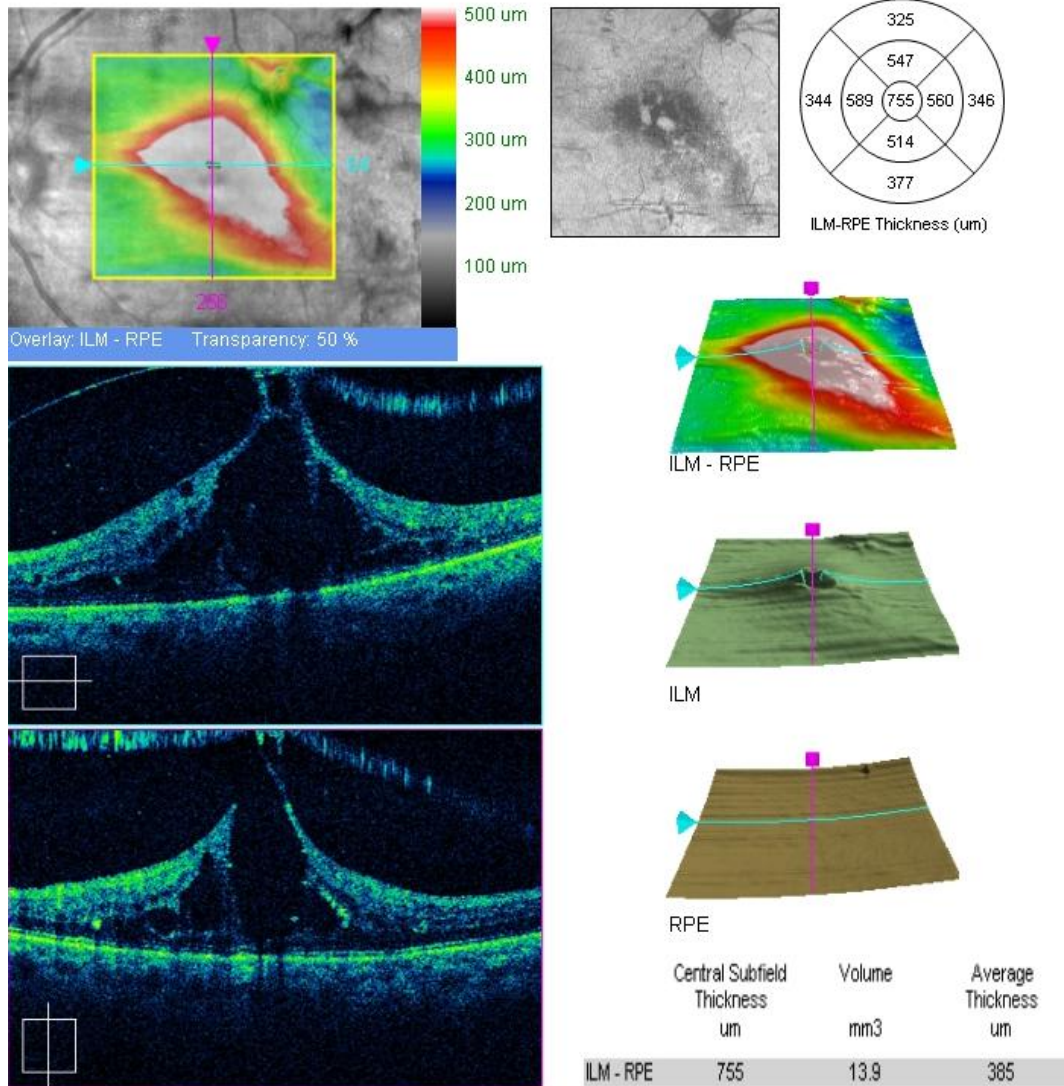 500 um
400 um
300 um
200 um
100 um
258
Overlay: ILM - RPE Transparency: 50 %
325
547
344 589 755 560 346
514
377
ILM-RPE Thickness (um)
ILM - RPE
ILM
RPE
Central Subfield Thickness um
Volume mm3
Average Thickness um
ILM - RPE 755 13.9 385